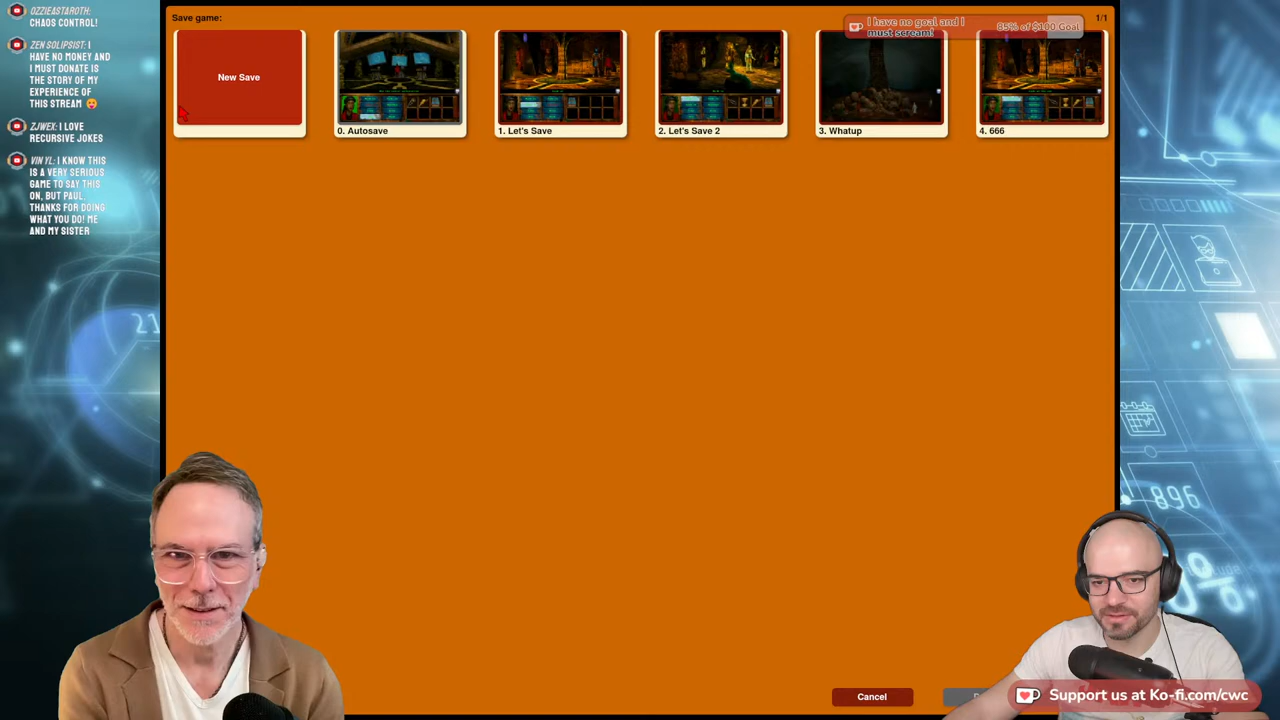 OZZIEASTAROTH:
CHAOS CONTROL!
ZEN SOLIPSIST: I
HAVE NO MONEY AND
I MUST DONATE IS
THE STORY OF MY
EXPERIENCE OF
THIS STREAM
ZJWEX: I LOVE
RECURSIVE JOKES
VIN YL: I KNOW THIS
IS A VERY SERIOUS
GAME TO SAY THIS
ON, BUT PAUL,
THANKS FOR DOING
WHAT YOU DO! ME
AND MY SISTER
Save game:
1/1
I have no goal and I
must scream!
85% of $100 Goal
New Save
0. Autosave
1. Let's Save
2. Let's Save 2
3. Whatup
4. 666
21
896
%
Cancel
Support us at Ko-fi.com/cwc